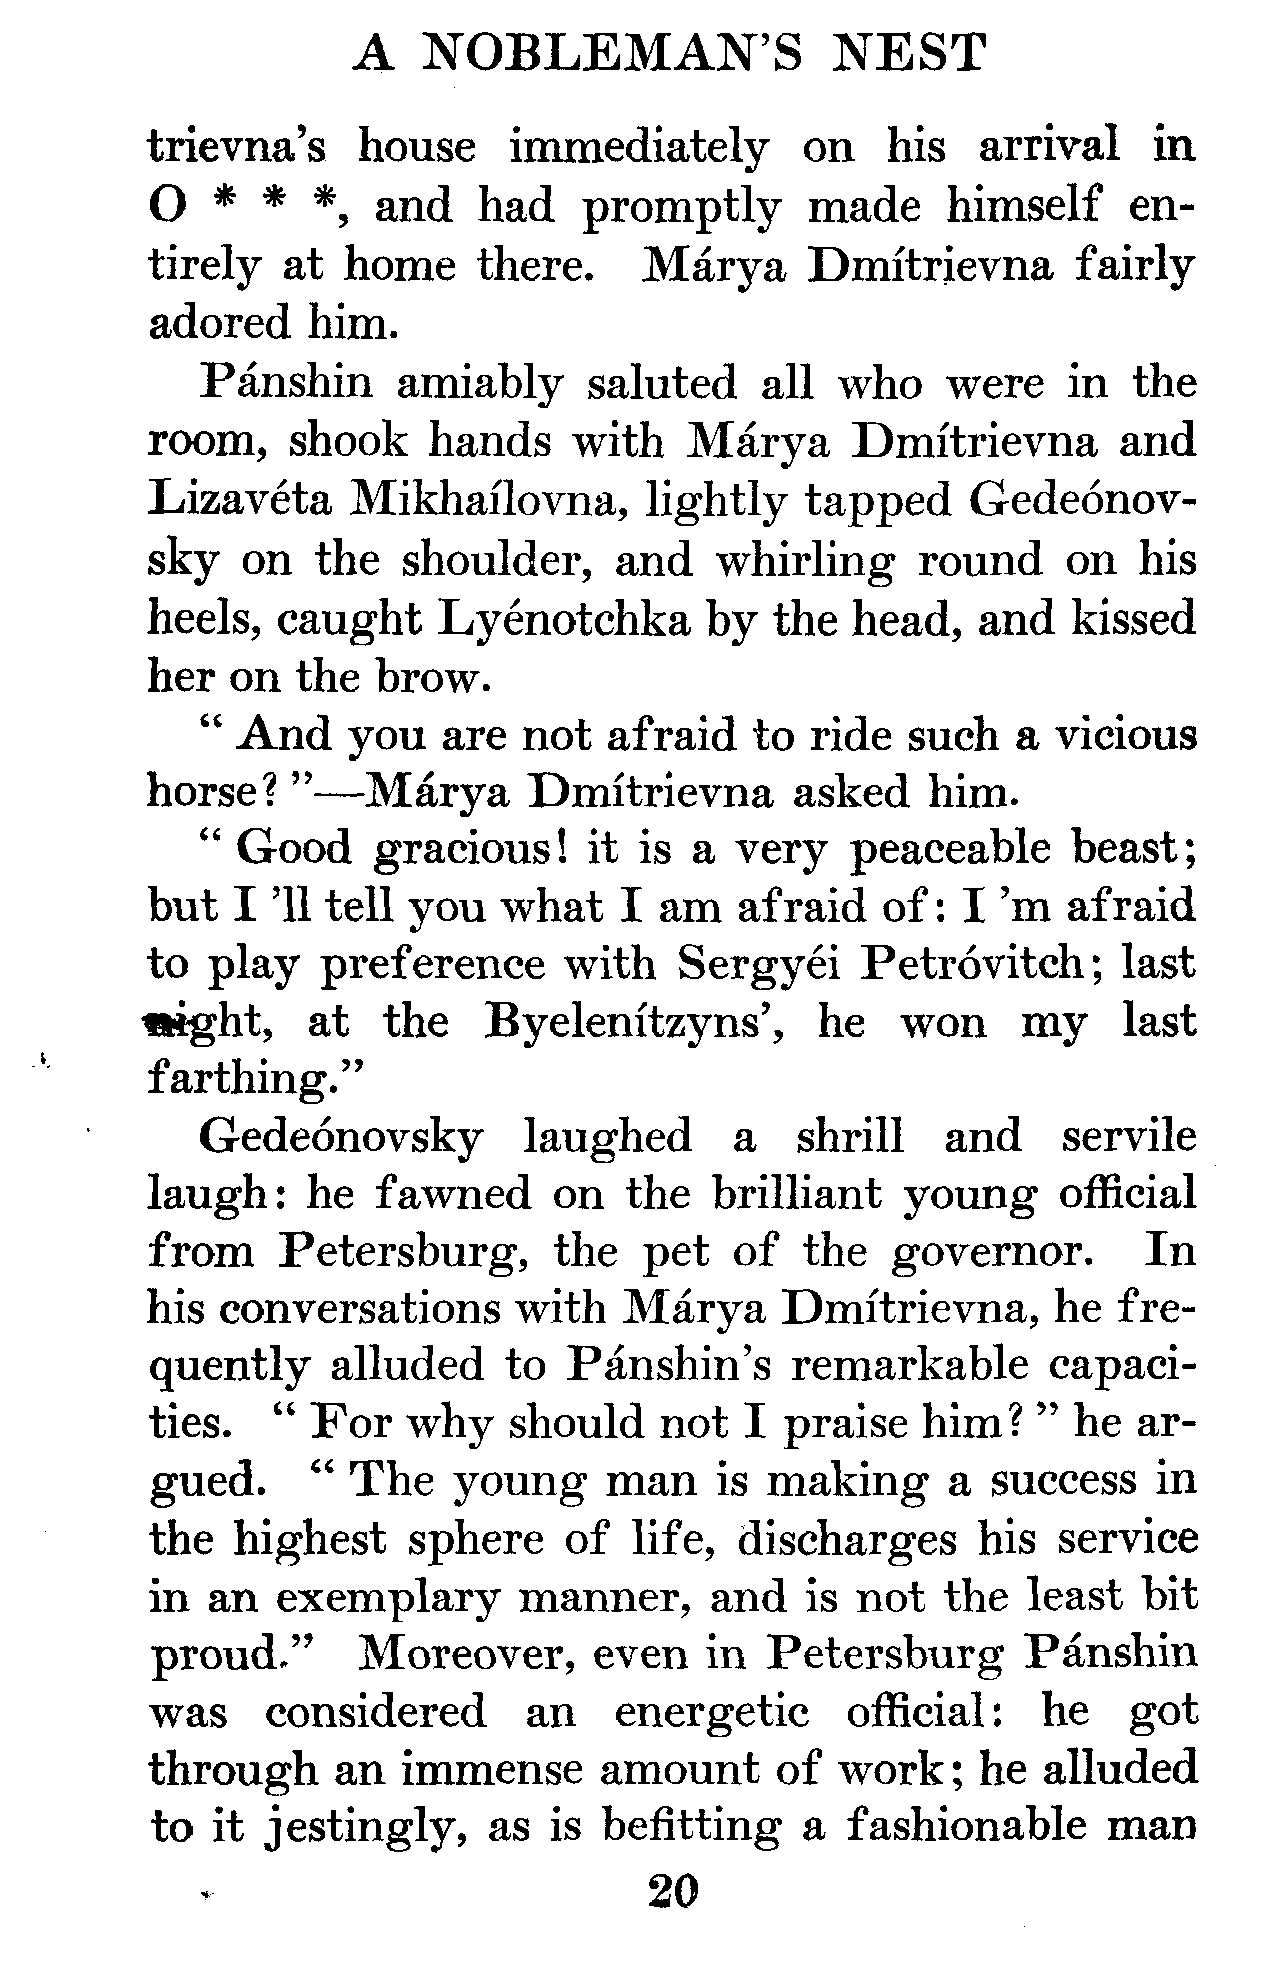 A NOBLEMAN'S NEST
trievna's house immediately on his arrival in
O * * *, and had promptly made himself en-
tirely at home there. Márya Dmítrievna fairly
adored him.
Pánshin amiably saluted all who were in the
room, shook hands with Márya Dmítrievna and
Lizavéta Mikhaílovna, lightly tapped Gedeónov-
sky on the shoulder, and whirling round on his
heels, caught Lyénotchka by the head, and kissed
her on the brow.
“ And you are not afraid to ride such a vicious
horse? ”—Márya Dmítrievna asked him.
“ Good gracious! it is a very peaceable beast;
but I 'll tell you what I am afraid of: I 'm afraid
to play preference with Sergyéi Petróvitch; last
night, at the Byelenítzyns', he won my last
farthing.”
Gedeónovsky laughed a shrill and servile
laugh: he fawned on the brilliant young official
from Petersburg, the pet of the governor. In
his conversations with Márya Dmítrievna, he fre-
quently alluded to Pánshin's remarkable capaci-
ties. “ For why should not I praise him? ” he ar-
gued. “ The young man is making a success in
the highest sphere of life, discharges his service
in an exemplary manner, and is not the least bit
proud.” Moreover, even in Petersburg Pánshin
was considered an energetic official: he got
through an immense amount of work; he alluded
to it jestingly, as is befitting a fashionable man
20